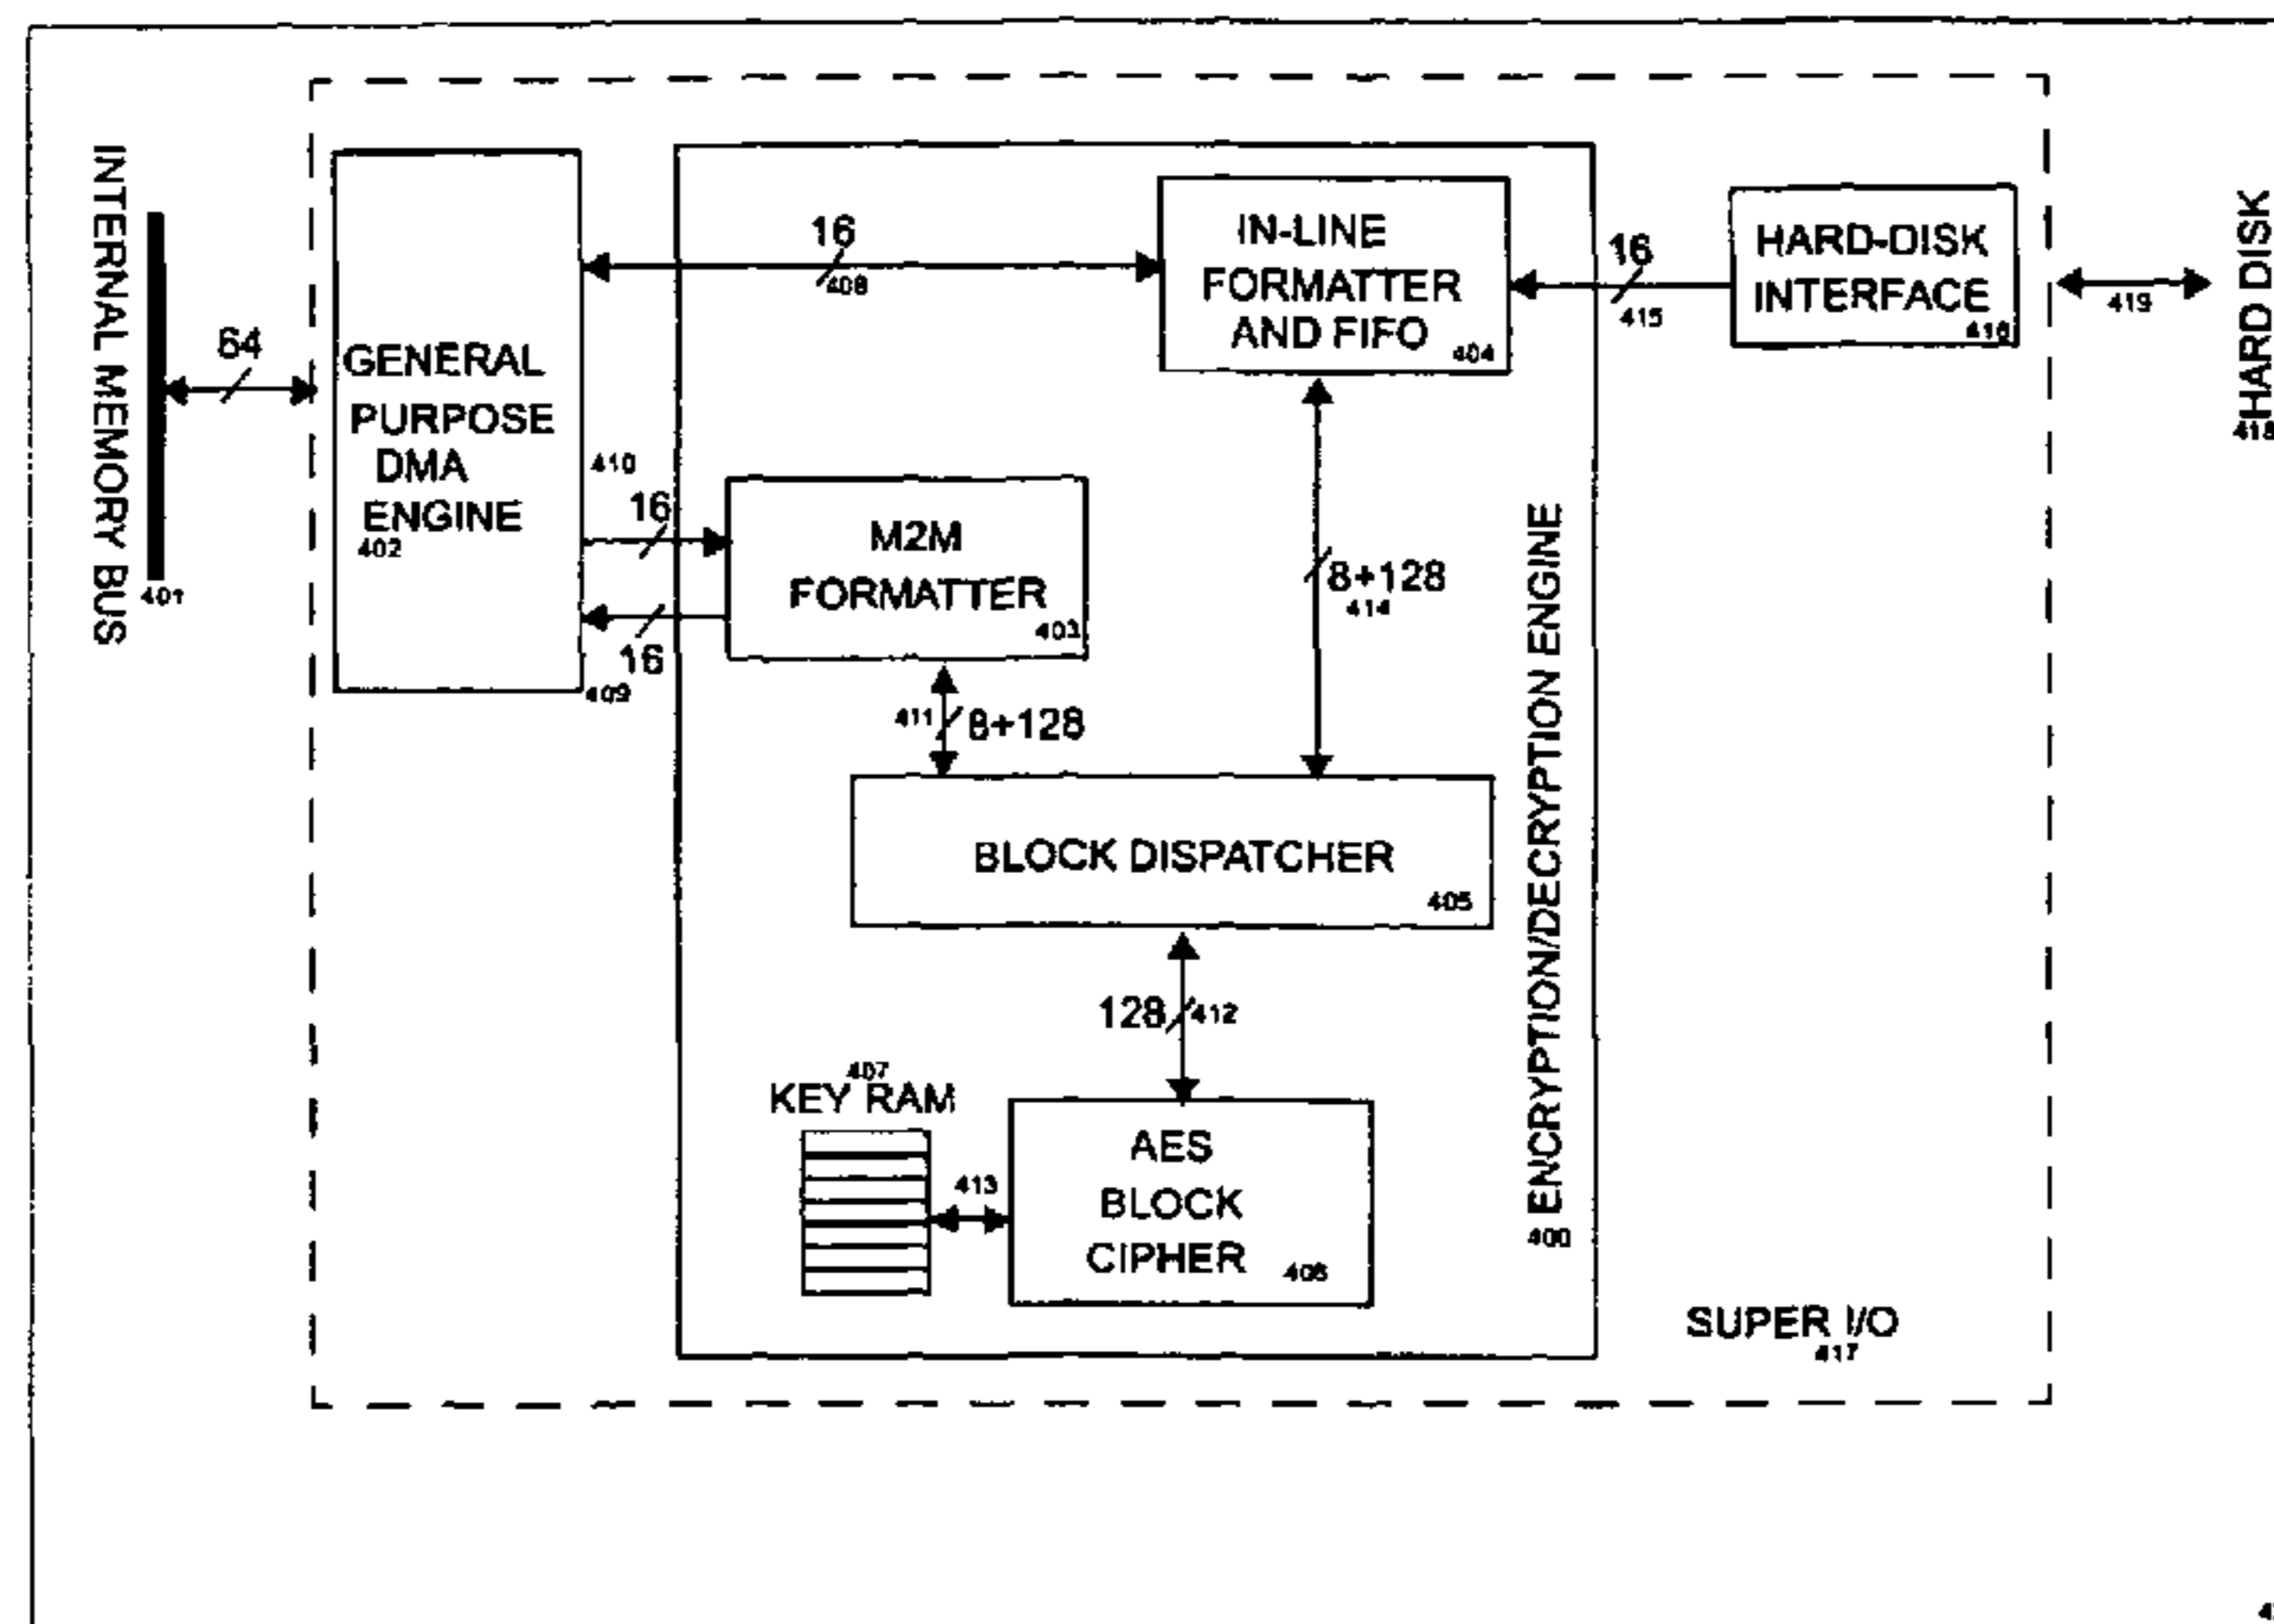 INTERNAL MEMORY BUS
401
64
GENERAL
PURPOSE
DMA
ENGINE
402
16
408
IN-LINE
FORMATTER
AND FIFO
404
16
415
HARD-DISK
INTERFACE
416
419
HARD DISK
418
410
16
M2M
FORMATTER
403
16
409
411
8+128
8+128
414
BLOCK DISPATCHER
405
128
412
407
KEY RAM
413
AES
BLOCK
CIPHER
406
ENCRYPTION/DECRYPTION ENGINE
400
SUPER I/O
417